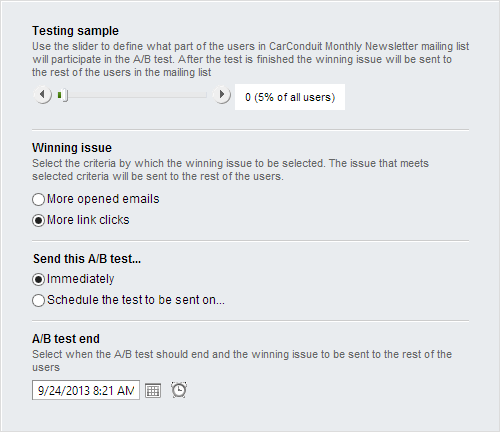 Testing sample
Use the slider to define what part of the users in CarConduit Monthly Newsletter mailing list
will participate in the A/B test. After the test is finished the winning issue will be sent to
the rest of the users in the mailing list
0 (5% of all users)
Winning issue
Select the criteria by which the winning issue to be selected. The issue that meets
selected criteria will be sent to the rest of the users.
More opened emails
More link clicks
Send this A/B test...
Immediately
Schedule the test to be sent on...
A/B test end
Select when the A/B test should end and the winning issue to be sent to the rest of the
users
9/24/2013 8:21 AM